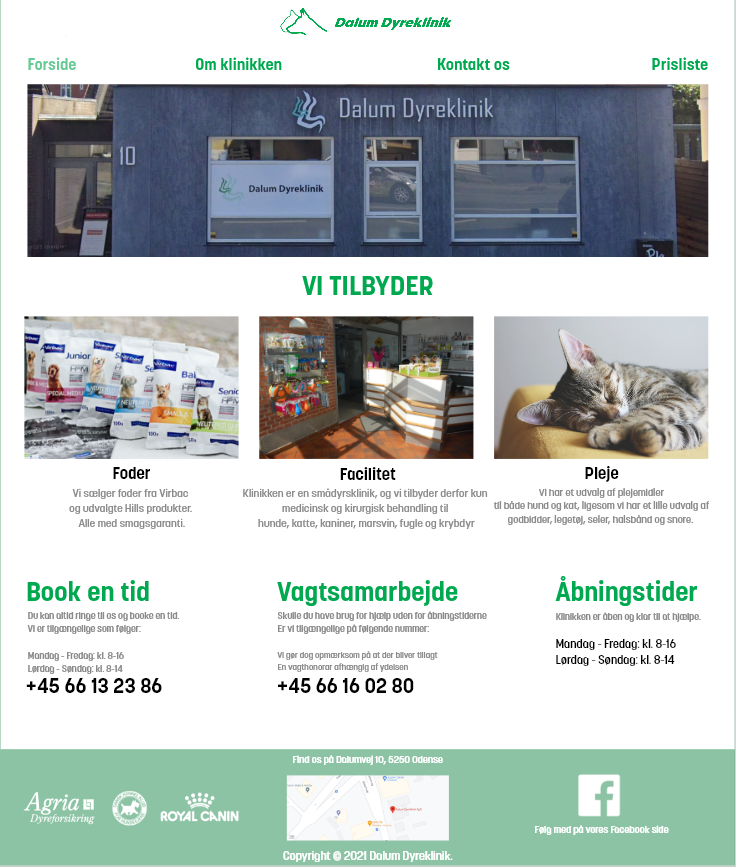 Dalum Dyreklinik
Forside
Om klinikken
Kontakt os
Prisliste
Dalum Dyreklinik
10
Dalum Dyreklinik
VI TILBYDER
Virbac
Junior
Virbac
Senior
HPM
Foder
Vi sælger foder fra Virbac
og udvalgte Hills produkter.
Alle med smagsgaranti.
Facilitet
Klinikken er en smådyrsklinik, og vi tilbyder derfor kun
medicinsk og kirurgisk behandling til
hunde, katte, kaniner, marsvin, fugle og krybdyr
Pleje
Vi har et udvalg af plejemidler
til både hund og kat, ligesom vi har et lille udvalg af
godbidder, legetøj, seler, halsbånd og snore.
Book en tid
Du kan altid ringe til os og booke en tid.
Vi er tilgængelige som følger:
Mandag - Fredag: kl. 8-16
Lørdag - Søndag: kl. 8-14
+45 66 13 23 86
Vagtsamarbejde
Skulle du have brug for hjælp uden for åbningstiderne
Er vi tilgængelige på følgende nummer:
Vi gør dog opmærksom på at der bliver tillagt
En vagthonorar afhængig af ydelsen
+45 66 16 02 80
Åbningstider
Klinikken er åben og klar til at hjælpe.
Mandag - Fredag: kl. 8-16
Lørdag - Søndag: kl. 8-14
Agria
Dyreforsikring
ROYAL CANIN
Find os på Dalumvej 10, 5250 Odense
Følg med på vores Facebook side
Copyright © 2021 Dalum Dyreklinik.